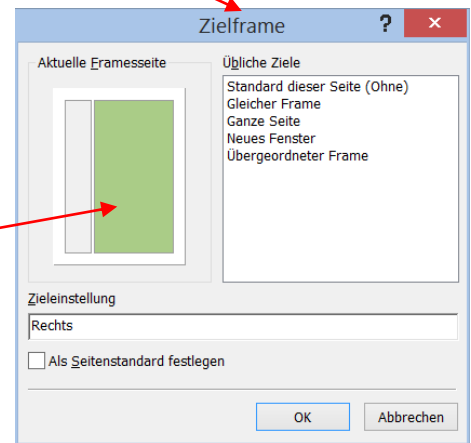 Zielframe ? ×
Aktuelle Framesseite
Übliche Ziele
Standard dieser Seite (Ohne)
Gleicher Frame
Ganze Seite
Neues Fenster
Übergeordneter Frame
Zieleinstellung
Rechts
Als Seitenstandard festlegen
OK Abbrechen